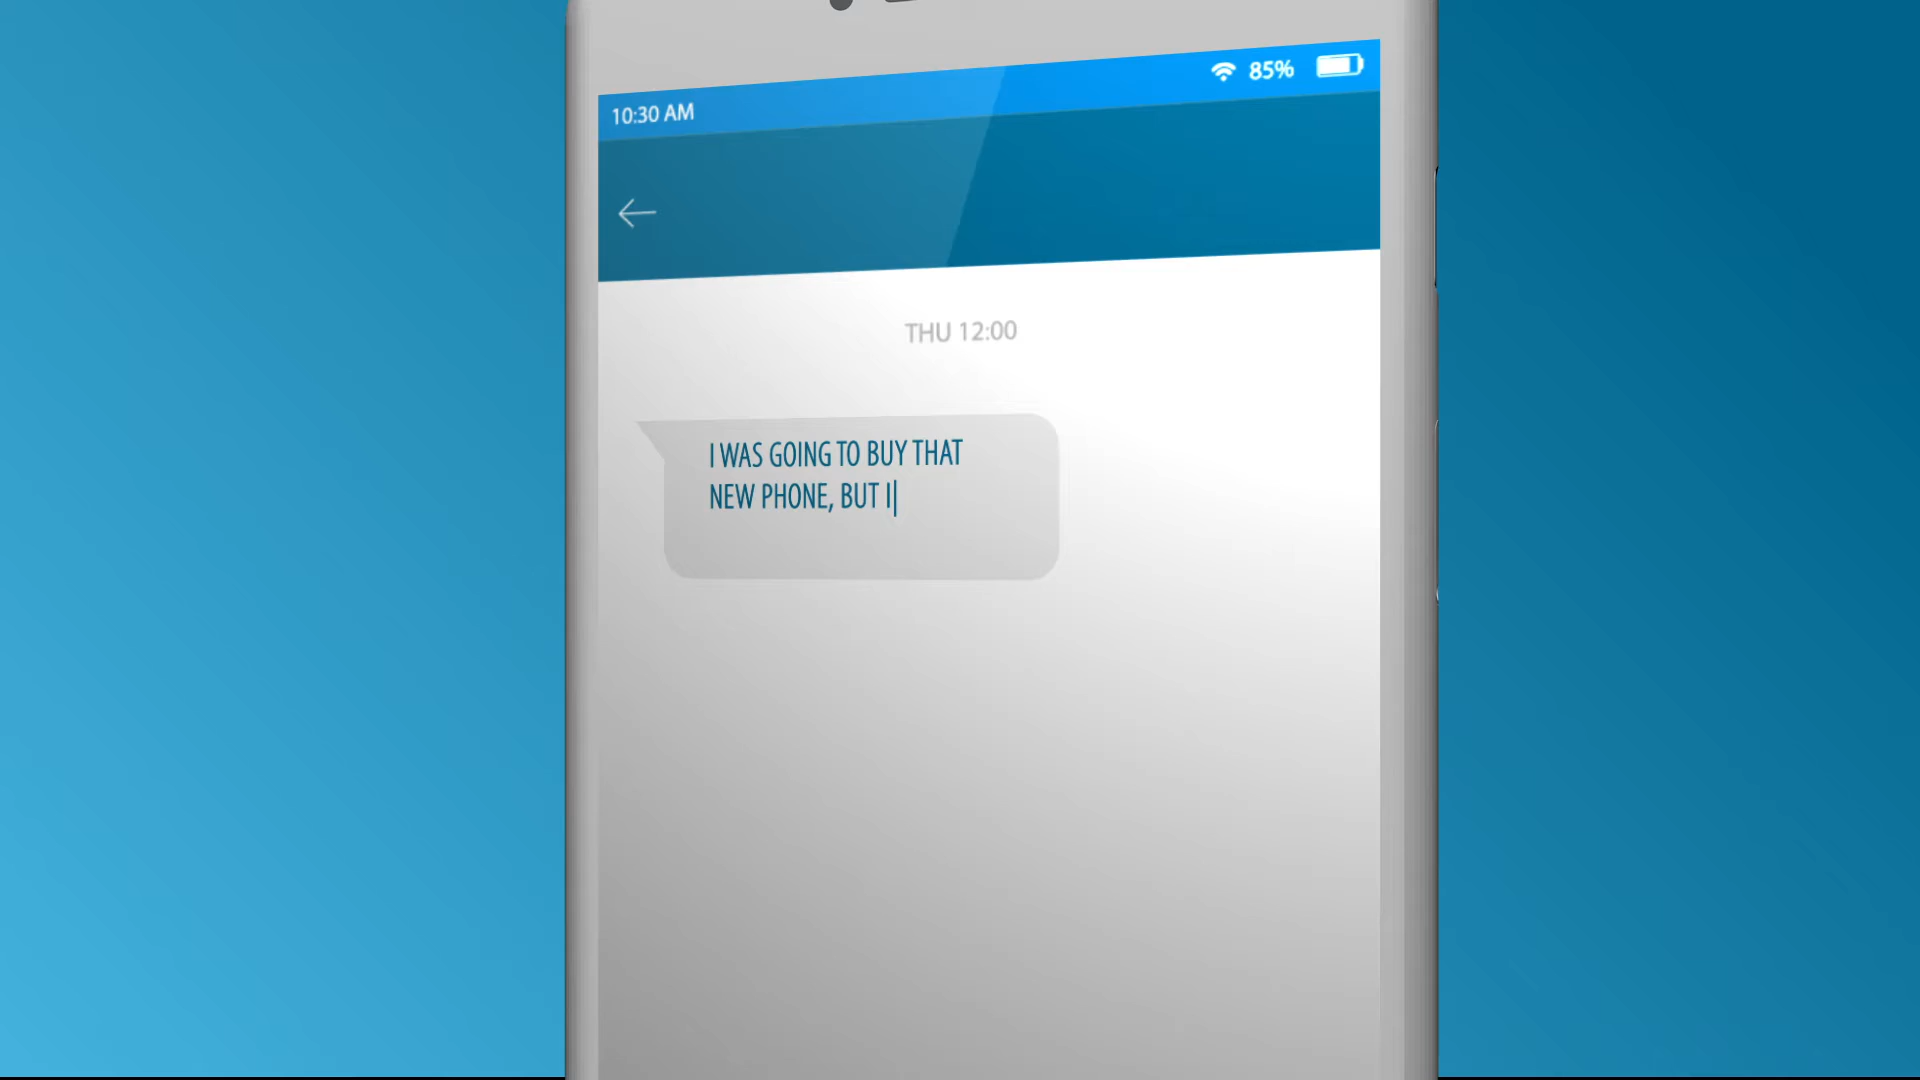 10:30 AM 85%
THU 12:00
I WAS GOING TO BUY THAT
NEW PHONE, BUT I